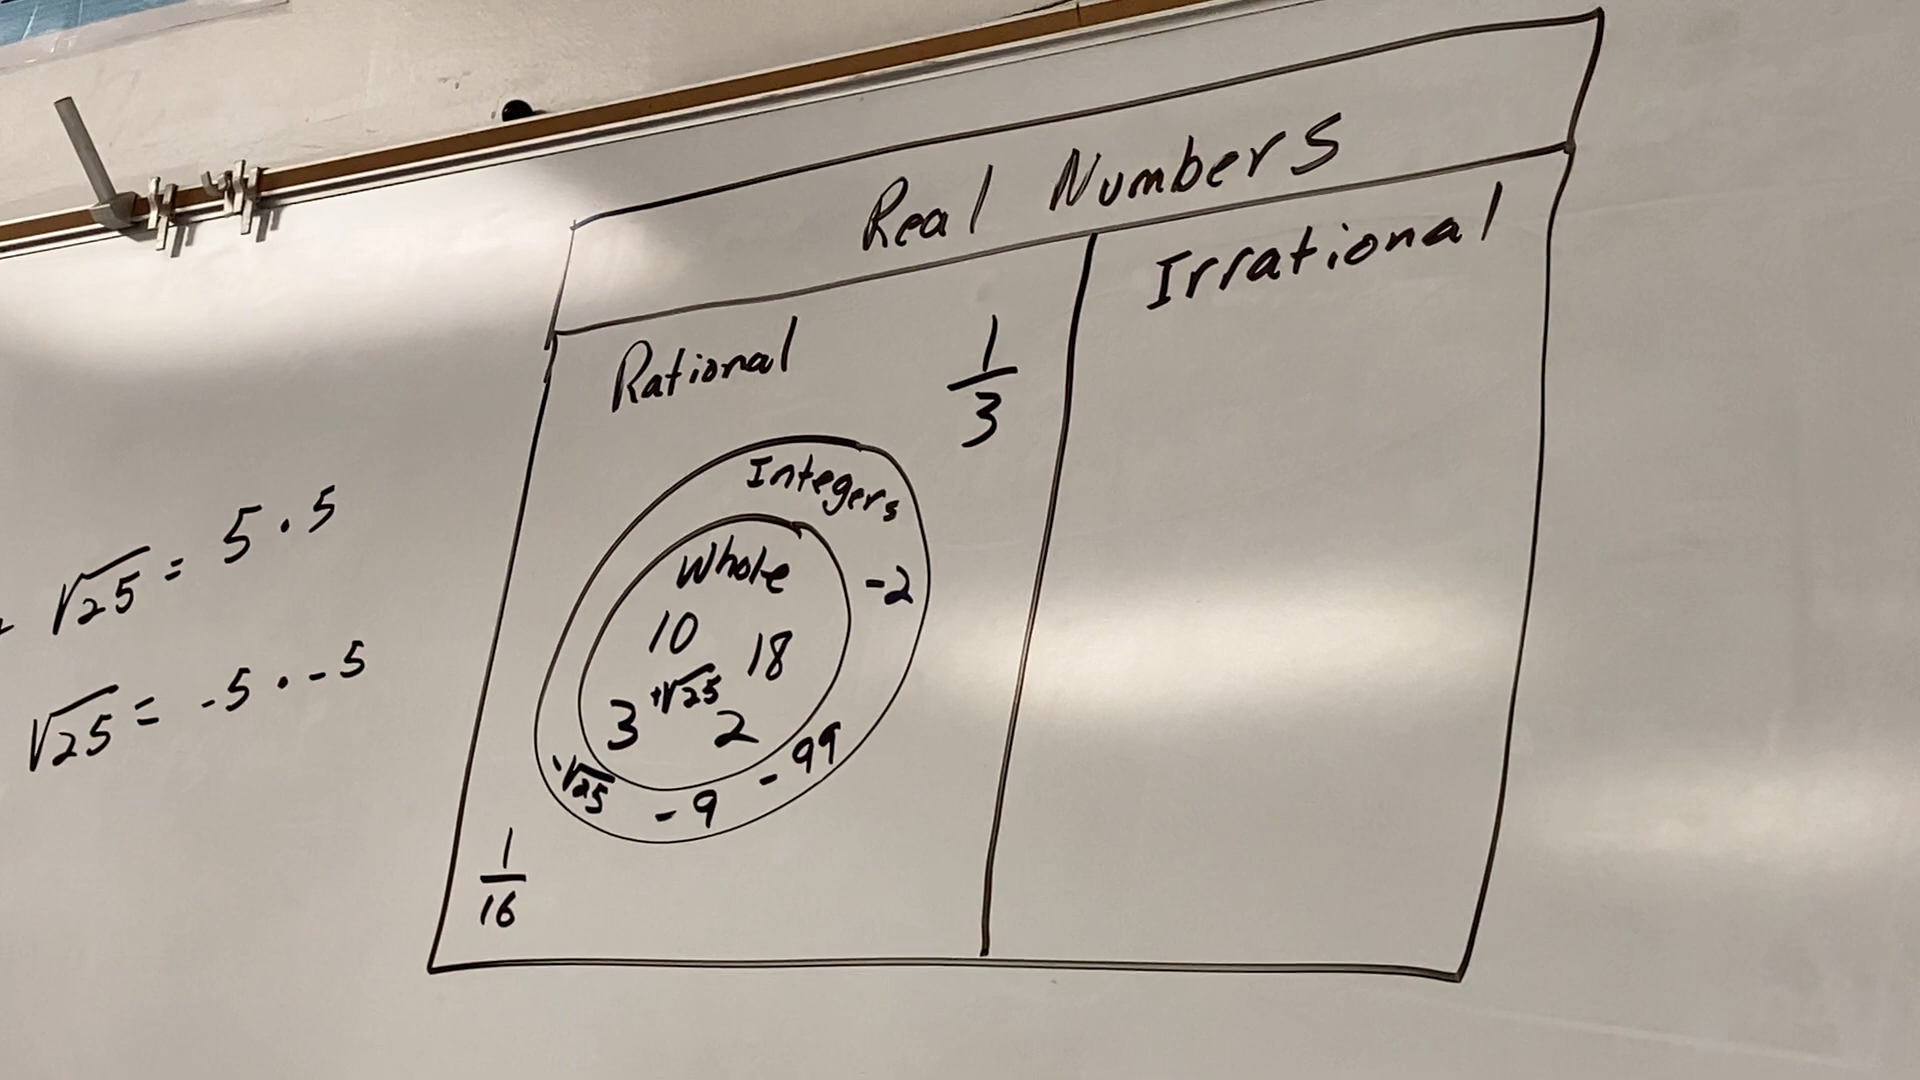 Real Numbers
Rational
Irrational
1/3
Integers
Whole
-2
10
18
+√25
3
2
-99
-√25
-9
1/16
√25 = 5 · 5
√25 = -5 · -5